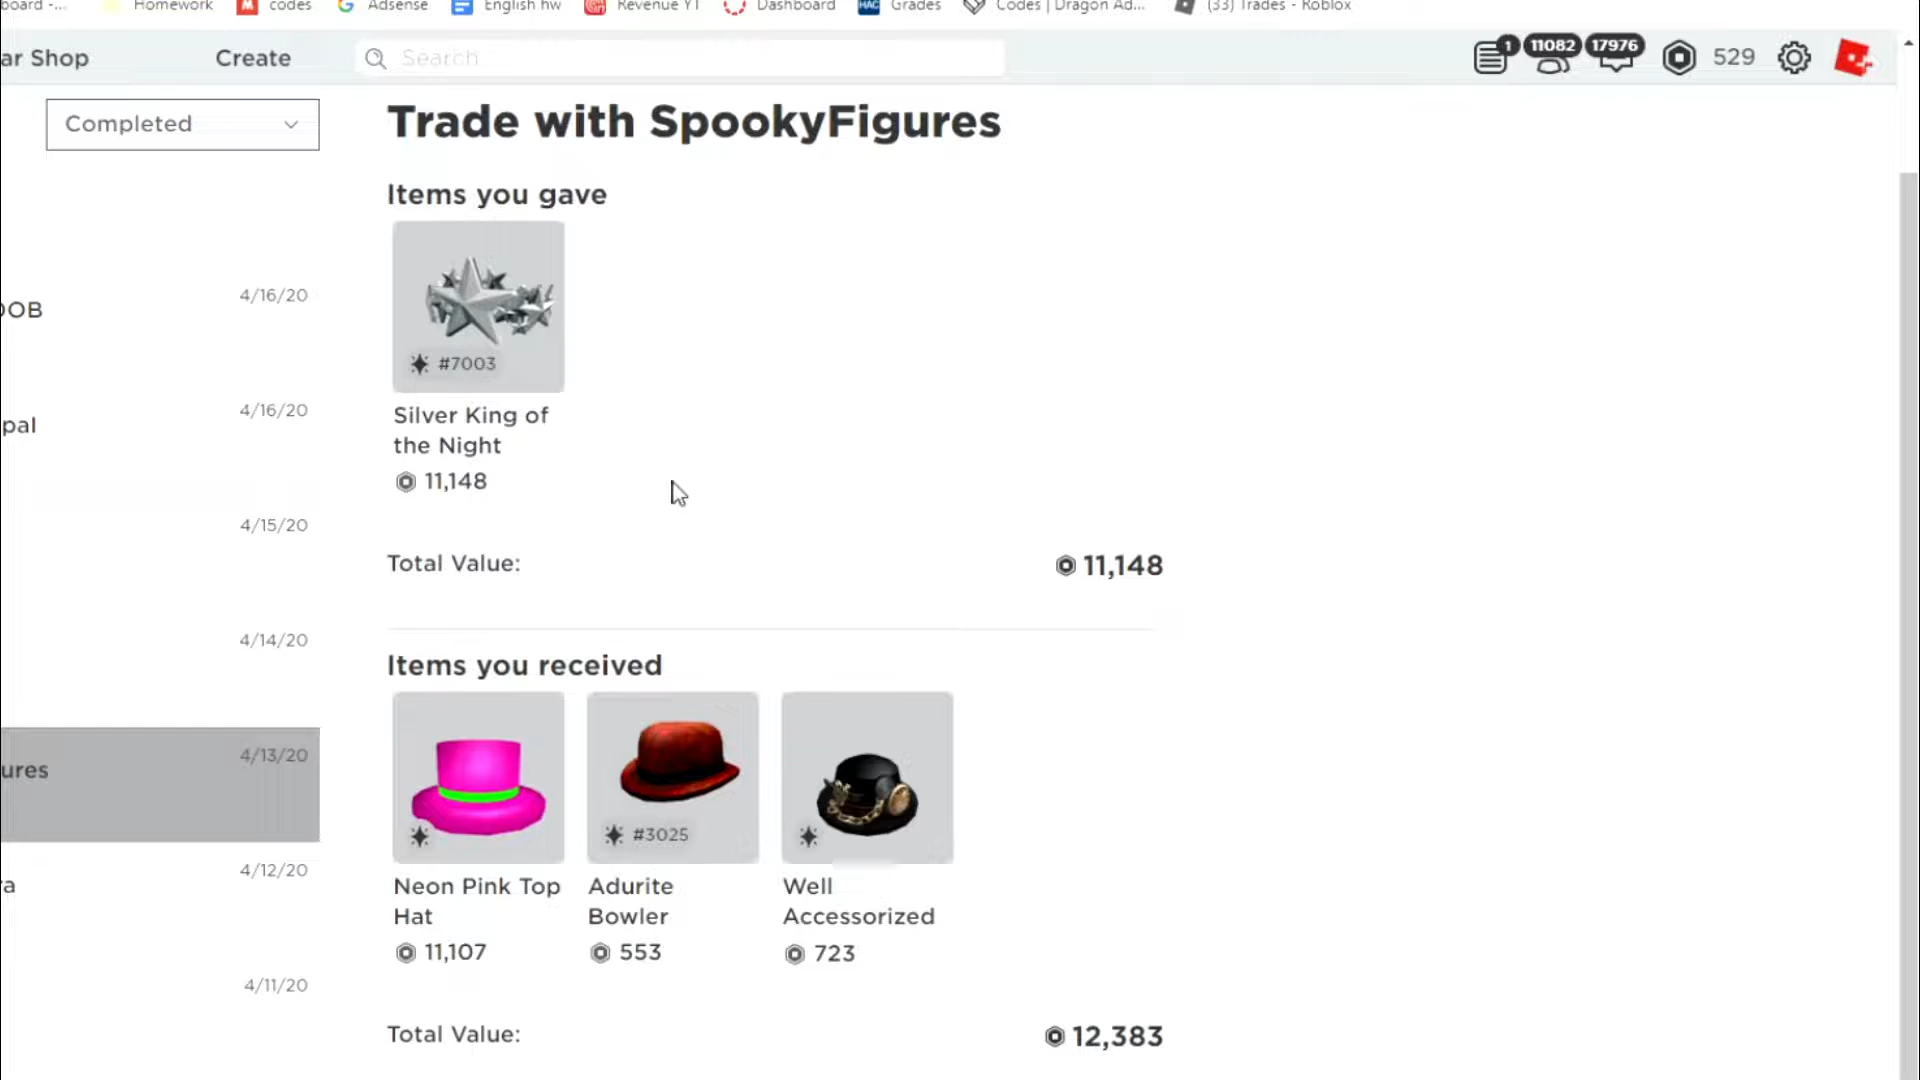 board -...
Homework
codes
Adsense
English hw
Revenue YT
Dashboard
HAC Grades
Codes | Dragon Ad...
(33) Trades - Roblox
ar Shop
Create
Search
1
11082
17976
529
Completed
Trade with SpookyFigures
Items you gave
#7003
Silver King of
the Night
11,148
Total Value:
11,148
Items you received
#3025
Neon Pink Top
Hat
11,107
Adurite
Bowler
553
Well
Accessorized
723
Total Value:
12,383
4/16/20
OOB
4/16/20
pal
4/15/20
4/14/20
4/13/20
ures
4/12/20
a
4/11/20